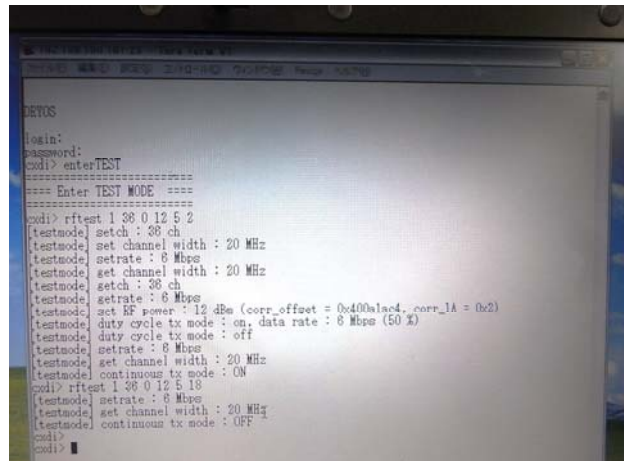 Tera Term VT
DRYOS
login:
password:
cxdi> enterTEST
============================
==== Enter TEST MODE ====
============================
cxdi> rftest 1 36 0 12 5 2
[testmode] setch : 36 ch
[testmode] set channel width : 20 MHz
[testmode] setrate : 6 Mbps
[testmode] get channel width : 20 MHz
[testmode] getch : 36 ch
[testmode] getrate : 6 Mbps
[testmode] set RF power : 12 dBm (corr_offset = 0x400a1ac4, corr_1A = 0x2)
[testmode] duty cycle tx mode : on, data rate : 6 Mbps (50 %)
[testmode] duty cycle tx mode : off
[testmode] setrate : 6 Mbps
[testmode] get channel width : 20 MHz
[testmode] continuous tx mode : ON
cxdi> rftest 1 36 0 12 5 18
[testmode] setrate : 6 Mbps
[testmode] get channel width : 20 MHz
[testmode] continuous tx mode : OFF
cxdi>
cxdi>